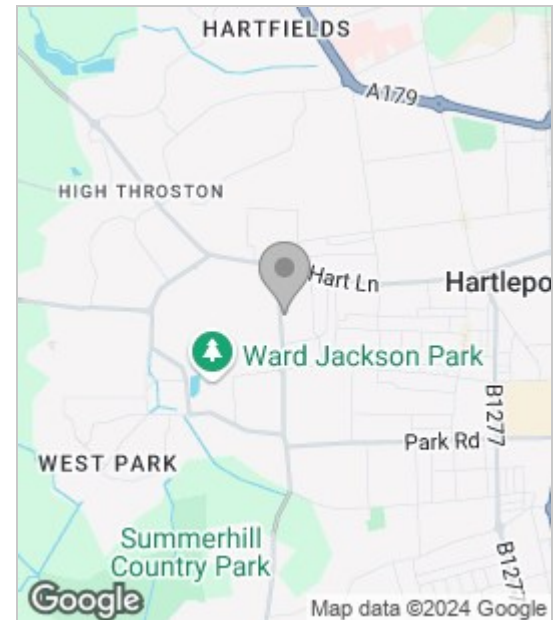 HARTFIELDS
A179
HIGH THROSTON
Hart Ln
Hartlepo
Ward Jackson Park
B1277
Park Rd
WEST PARK
Summerhill
Country Park
B1277
Google
Map data ©2024 Google